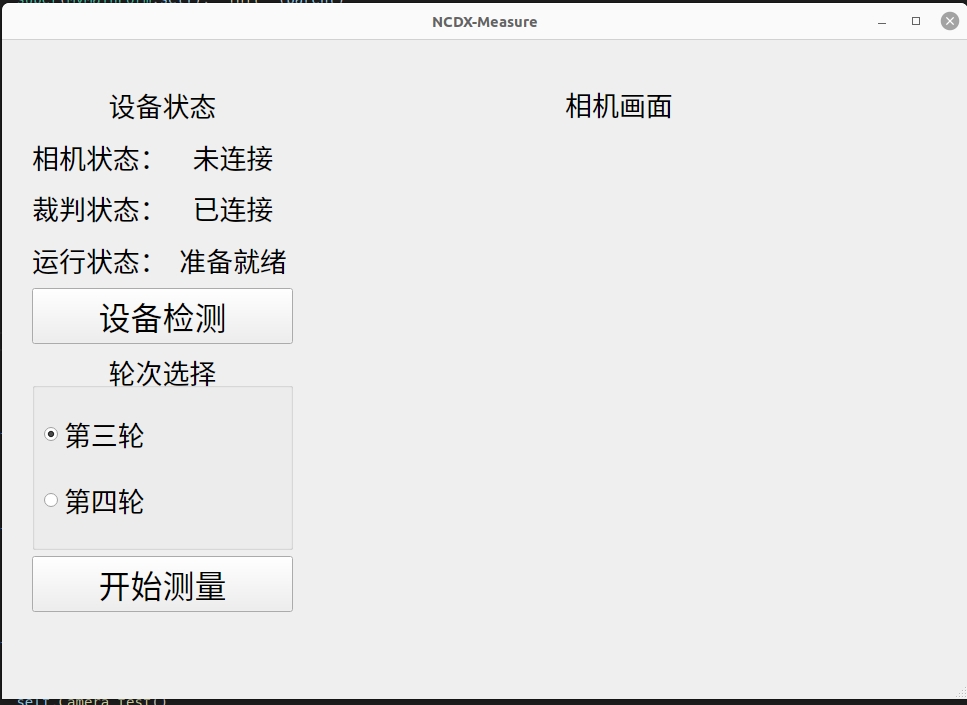 NCDX-Measure
设备状态
相机画面
相机状态： 未连接
裁判状态： 已连接
运行状态： 准备就绪
设备检测
轮次选择
第三轮
第四轮
开始测量